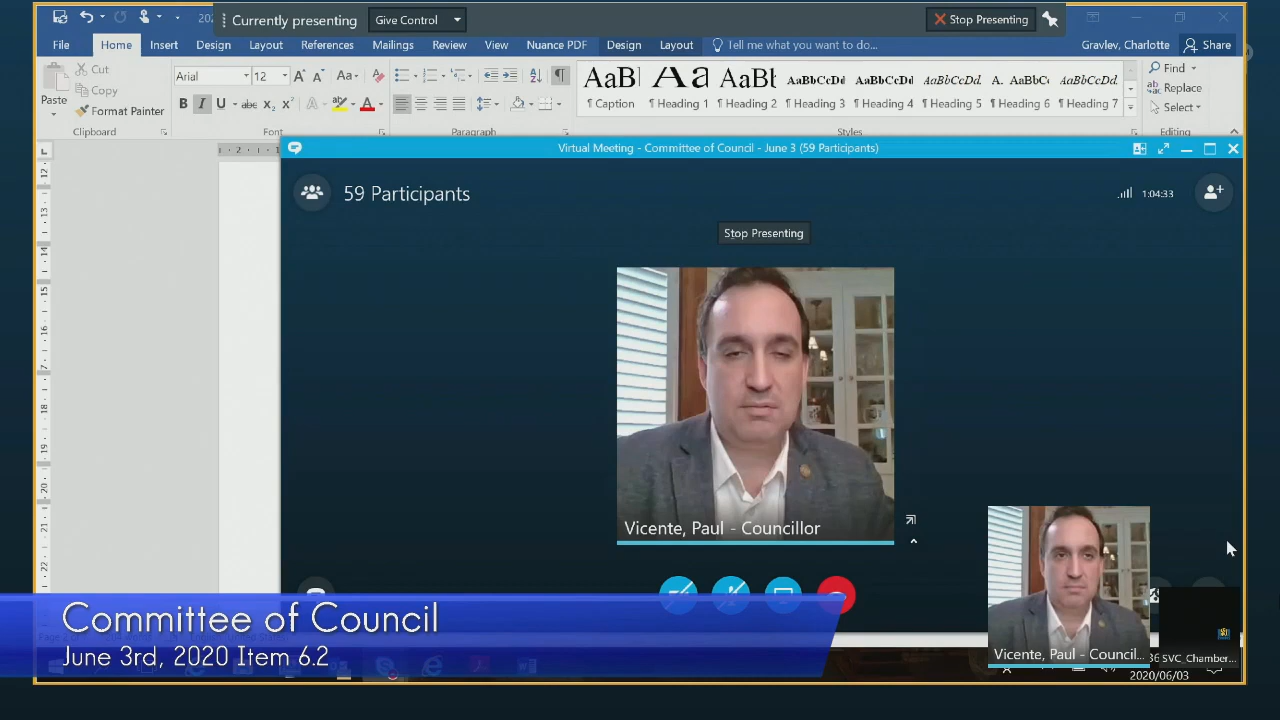 Currently presenting
Give Control
Stop Presenting
File Home Insert Design Layout References Mailings Review View Nuance PDF Design Layout Tell me what you want to do...
Gravlev, Charlotte Share
Paste
Cut
Copy
Format Painter
Clipboard
Arial 12
Font
Paragraph
AaBl AaBb AaBbCcDd AaBbCcDd, AaBbCcDd, A. AaBbCc AaBbCcDd.
¶ Caption ¶ Heading 1 ¶ Heading 2 ¶ Heading 3 ¶ Heading 4 ¶ Heading 5 ¶ Heading 6 ¶ Heading 7
Styles
Find
Replace
Select
Editing
Virtual Meeting - Committee of Council - June 3 (59 Participants)
59 Participants
1:04:33
Stop Presenting
Vicente, Paul - Councillor
Vicente, Paul - Council...
SVC_Chamber...
2020/06/03
Committee of Council
June 3rd, 2020 Item 6.2